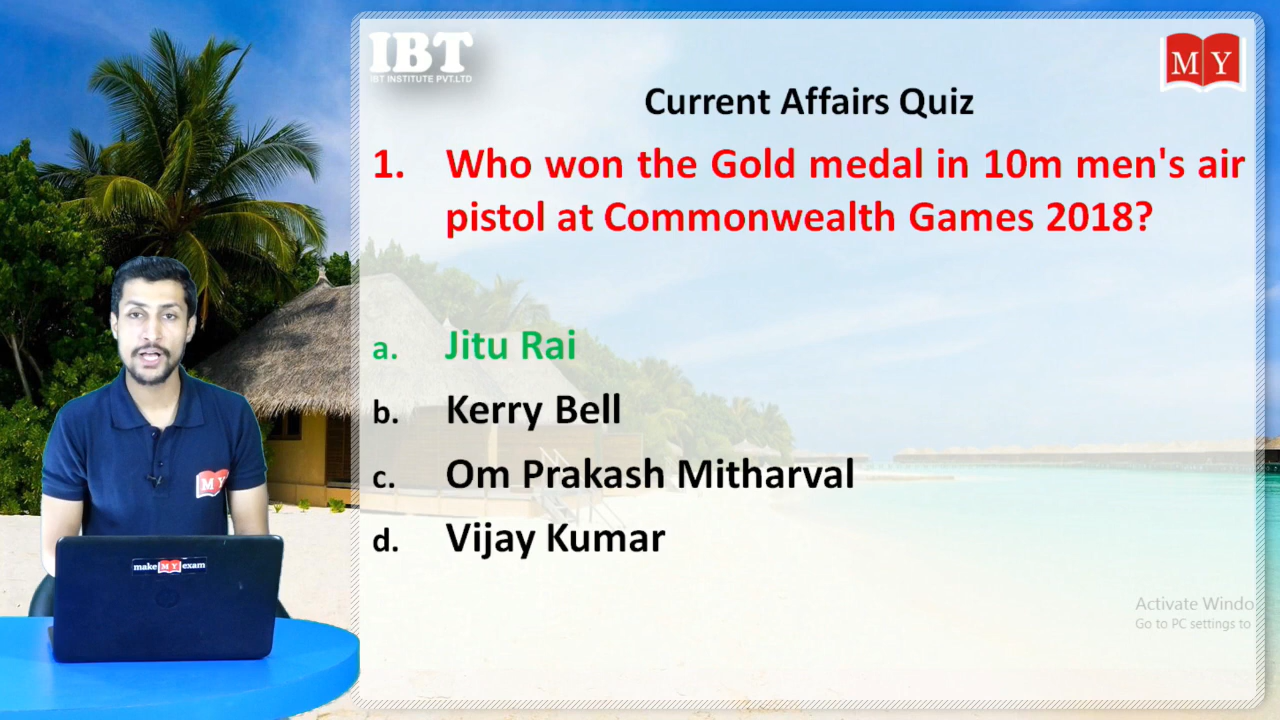 IBT
IBT INSTITUTE PVT.LTD
M Y
Current Affairs Quiz
1. Who won the Gold medal in 10m men's air
pistol at Commonwealth Games 2018?
a. Jitu Rai
b. Kerry Bell
c. Om Prakash Mitharval
d. Vijay Kumar
MY
make MY exam
Activate Windo
Go to PC settings to